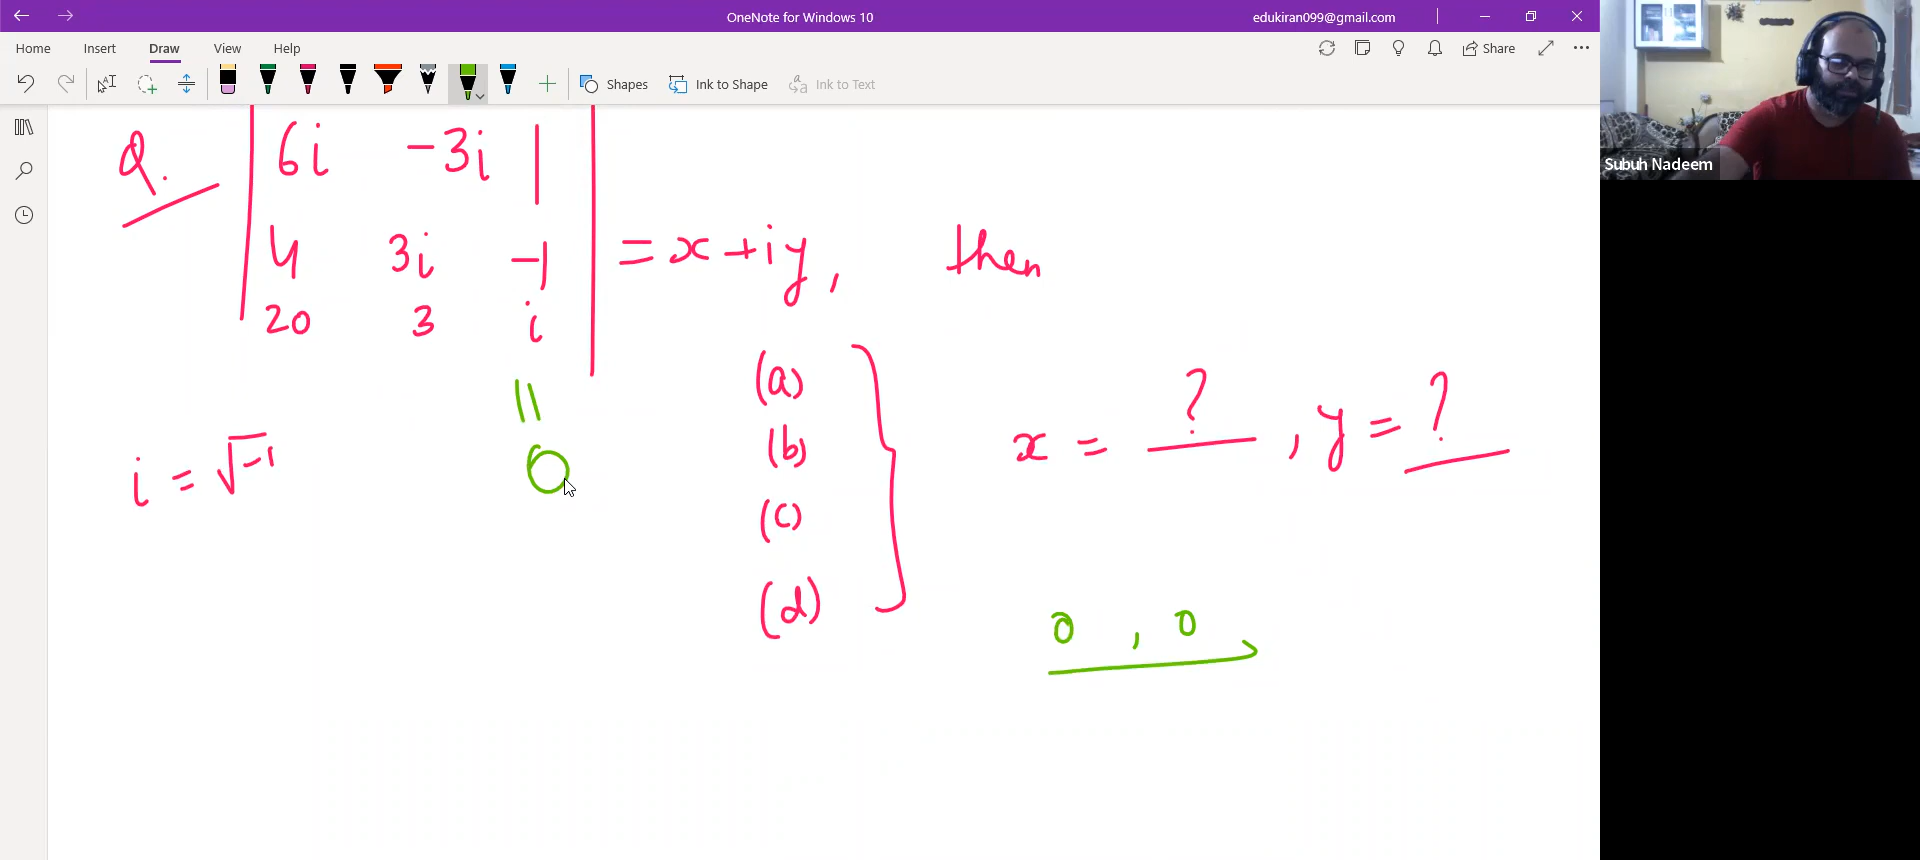 OneNote for Windows 10
edukiran099@gmail.com
Home Insert Draw View Help
Share
Shapes Ink to Shape Ink to Text
Subuh Nadeem
Q. | 6i -3i 1 |
| 4 3i -1 | = x + iy, then
| 20 3 i |
=
0
i = √-1
(a)
(b)
(c)
(d)
x = ? , y = ?
0 , 0